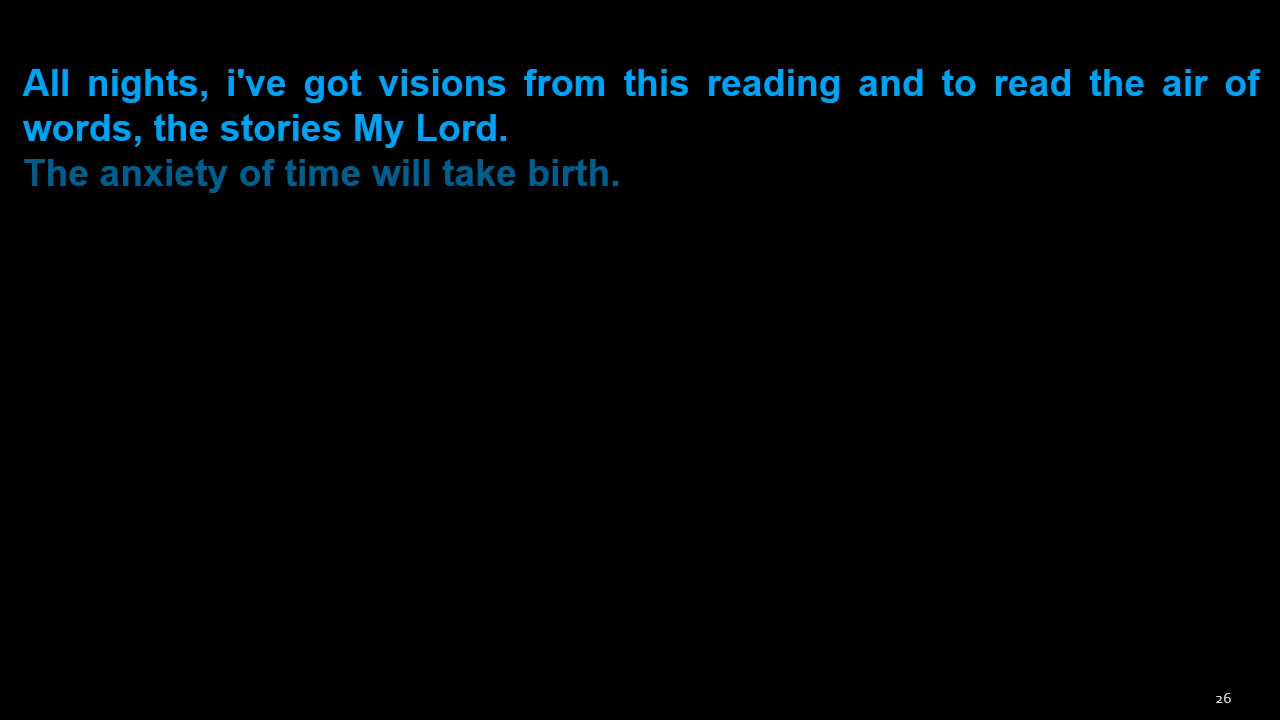 All nights, i've got visions from this reading and to read the air of
words, the stories My Lord.
The anxiety of time will take birth.
26